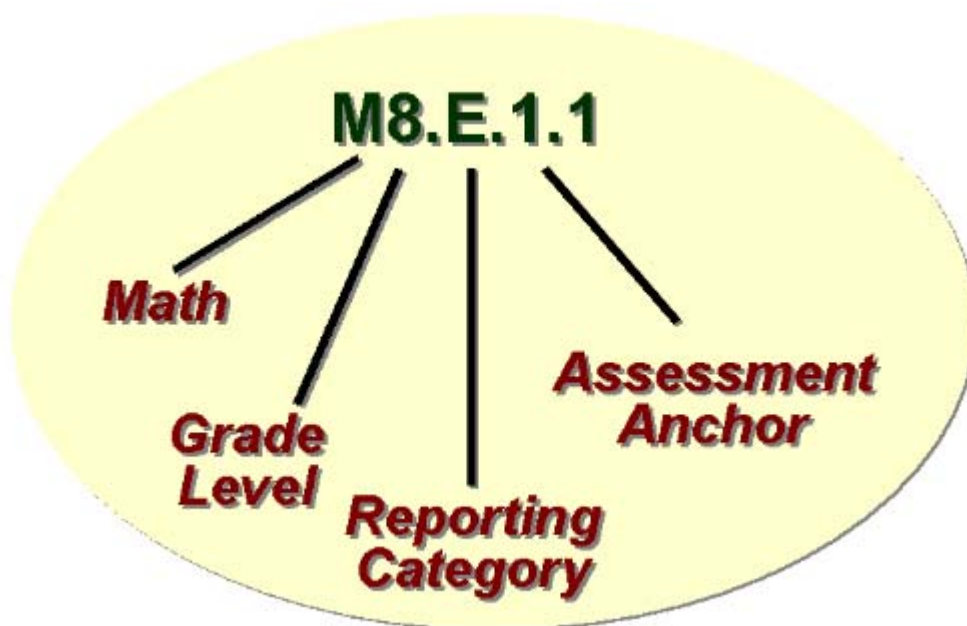 M8.E.1.1
Math
Grade
Level
Reporting
Category
Assessment
Anchor